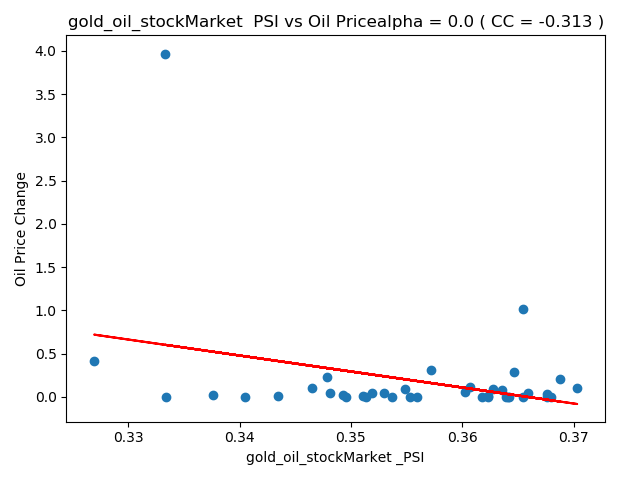 gold_oil_stockMarket  PSI vs Oil Pricealpha = 0.0 ( CC = -0.313 )
4.0
3.5
3.0
2.5
2.0
1.5
1.0
0.5
0.0
Oil Price Change
0.33 0.34 0.35 0.36 0.37
gold_oil_stockMarket _PSI